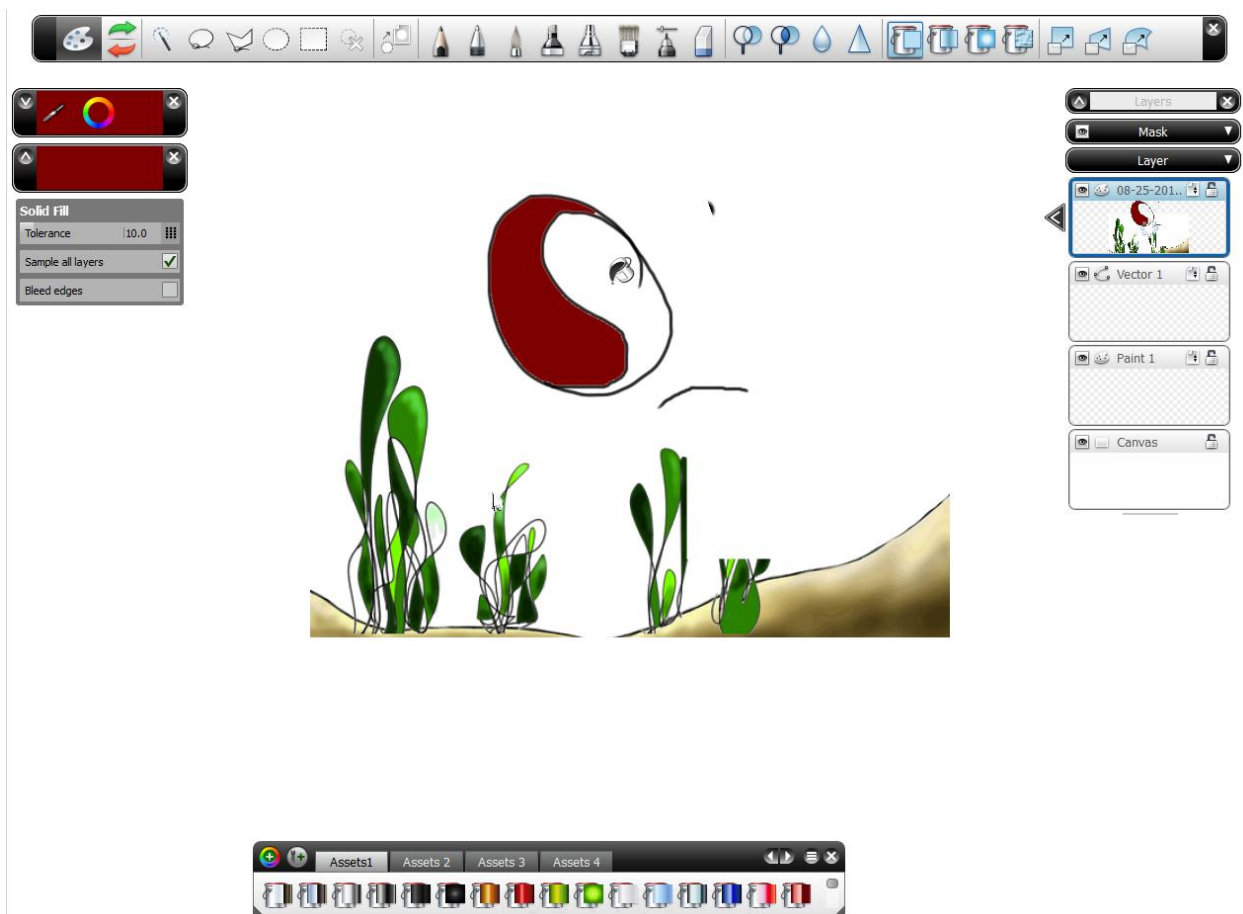 Layers
Mask
Layer
08-25-201..
Solid Fill
Tolerance 10.0
Sample all layers
Bleed edges
Vector 1
Paint 1
Canvas
Assets1 Assets 2 Assets 3 Assets 4